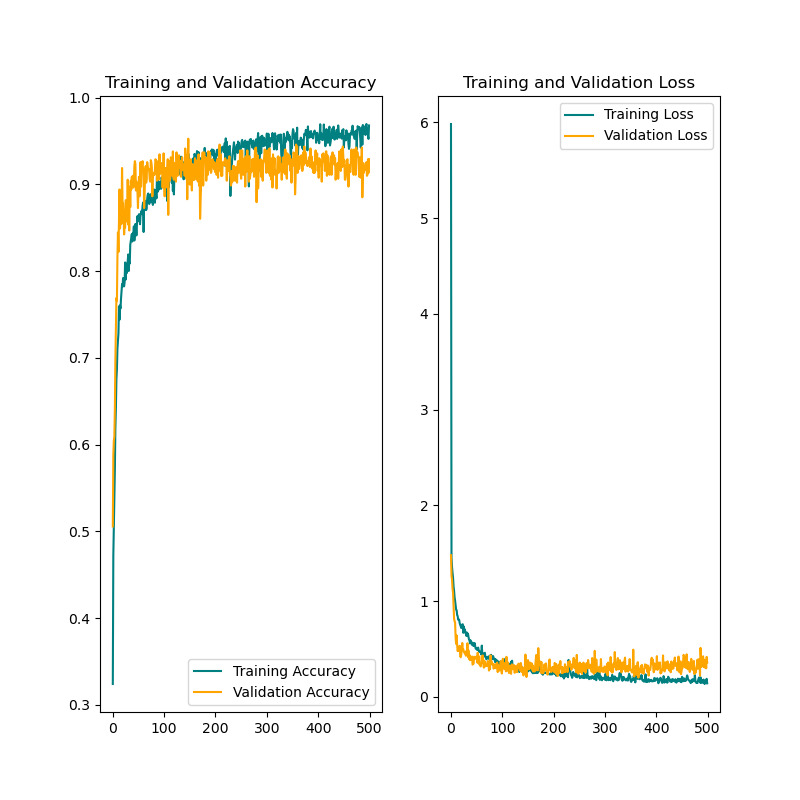 Training and Validation Accuracy
1.0
0.9
0.8
0.7
0.6
0.5
0.4
0.3
0 100 200 300 400 500
Training Accuracy
Validation Accuracy
Training and Validation Loss
6
5
4
3
2
1
0
0 100 200 300 400 500
Training Loss
Validation Loss